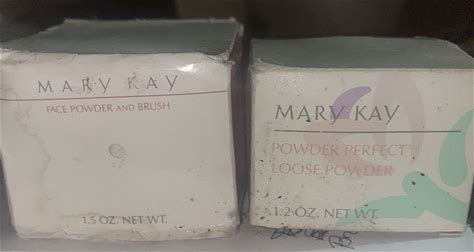 MARY KAY
FACE POWDER AND BRUSH
1.5 OZ. NET WT.
MARY KAY
POWDER PERFECT™
LOOSE POWDER
1.2 OZ. NET WT.